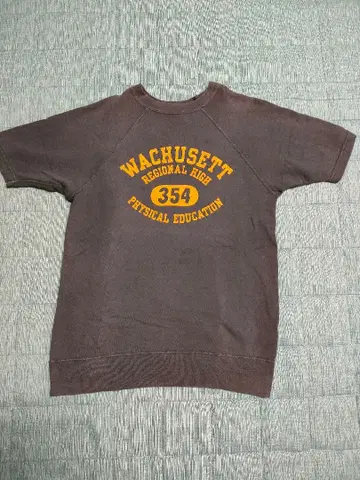 WACHUSETT
REGIONAL HIGH
354
PHYSICAL EDUCATION